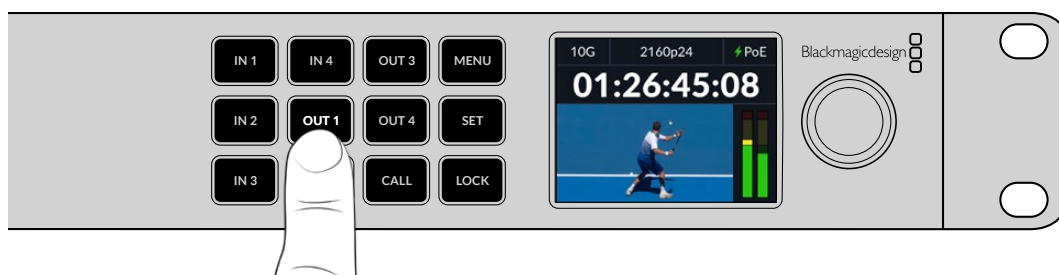 IN 1 IN 4 OUT 3 MENU
IN 2 OUT 1 OUT 4 SET
IN 3 CALL LOCK
10G 2160p24 PoE
01:26:45:08
Blackmagicdesign